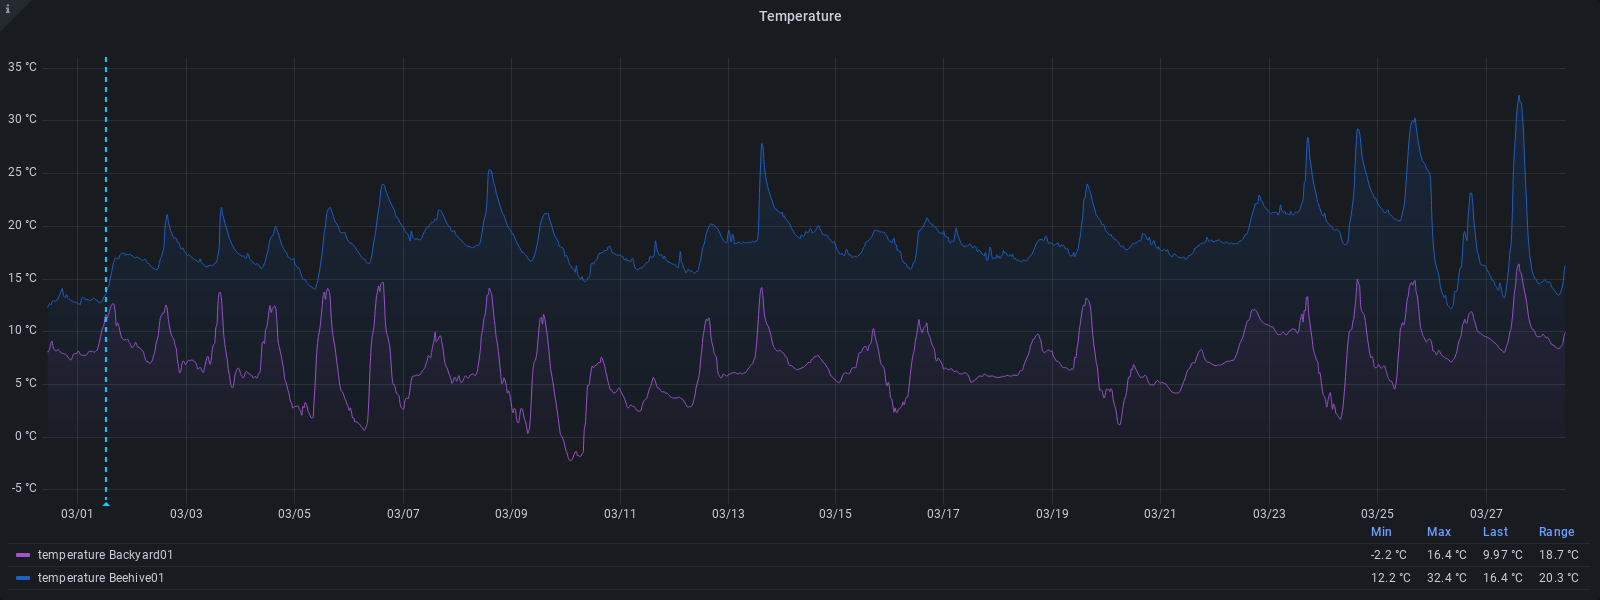 i
Temperature
35 °C
30 °C
25 °C
20 °C
15 °C
10 °C
5 °C
0 °C
-5 °C
03/01 03/03 03/05 03/07 03/09 03/11 03/13 03/15 03/17 03/19 03/21 03/23 03/25 03/27
Min Max Last Range
temperature Backyard01 -2.2 °C 16.4 °C 9.97 °C 18.7 °C
temperature Beehive01 12.2 °C 32.4 °C 16.4 °C 20.3 °C